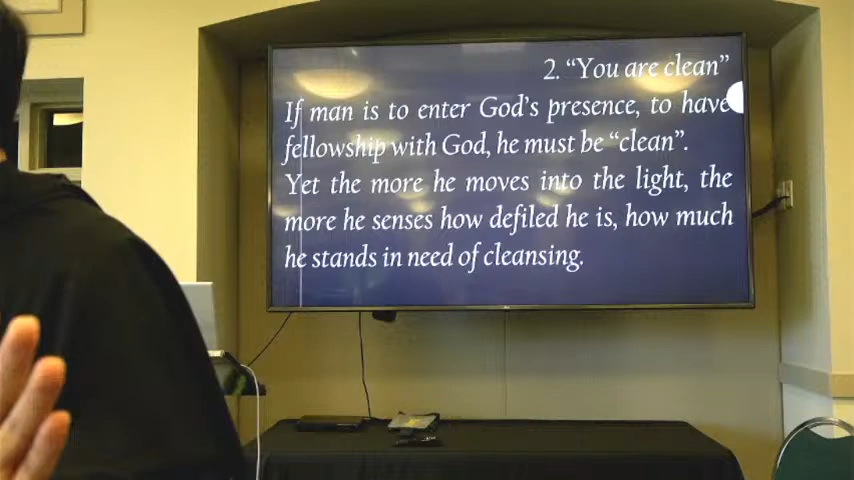 2. “You are clean”
If man is to enter God’s presence, to have
fellowship with God, he must be “clean”.
Yet the more he moves into the light, the
more he senses how defiled he is, how much
he stands in need of cleansing.